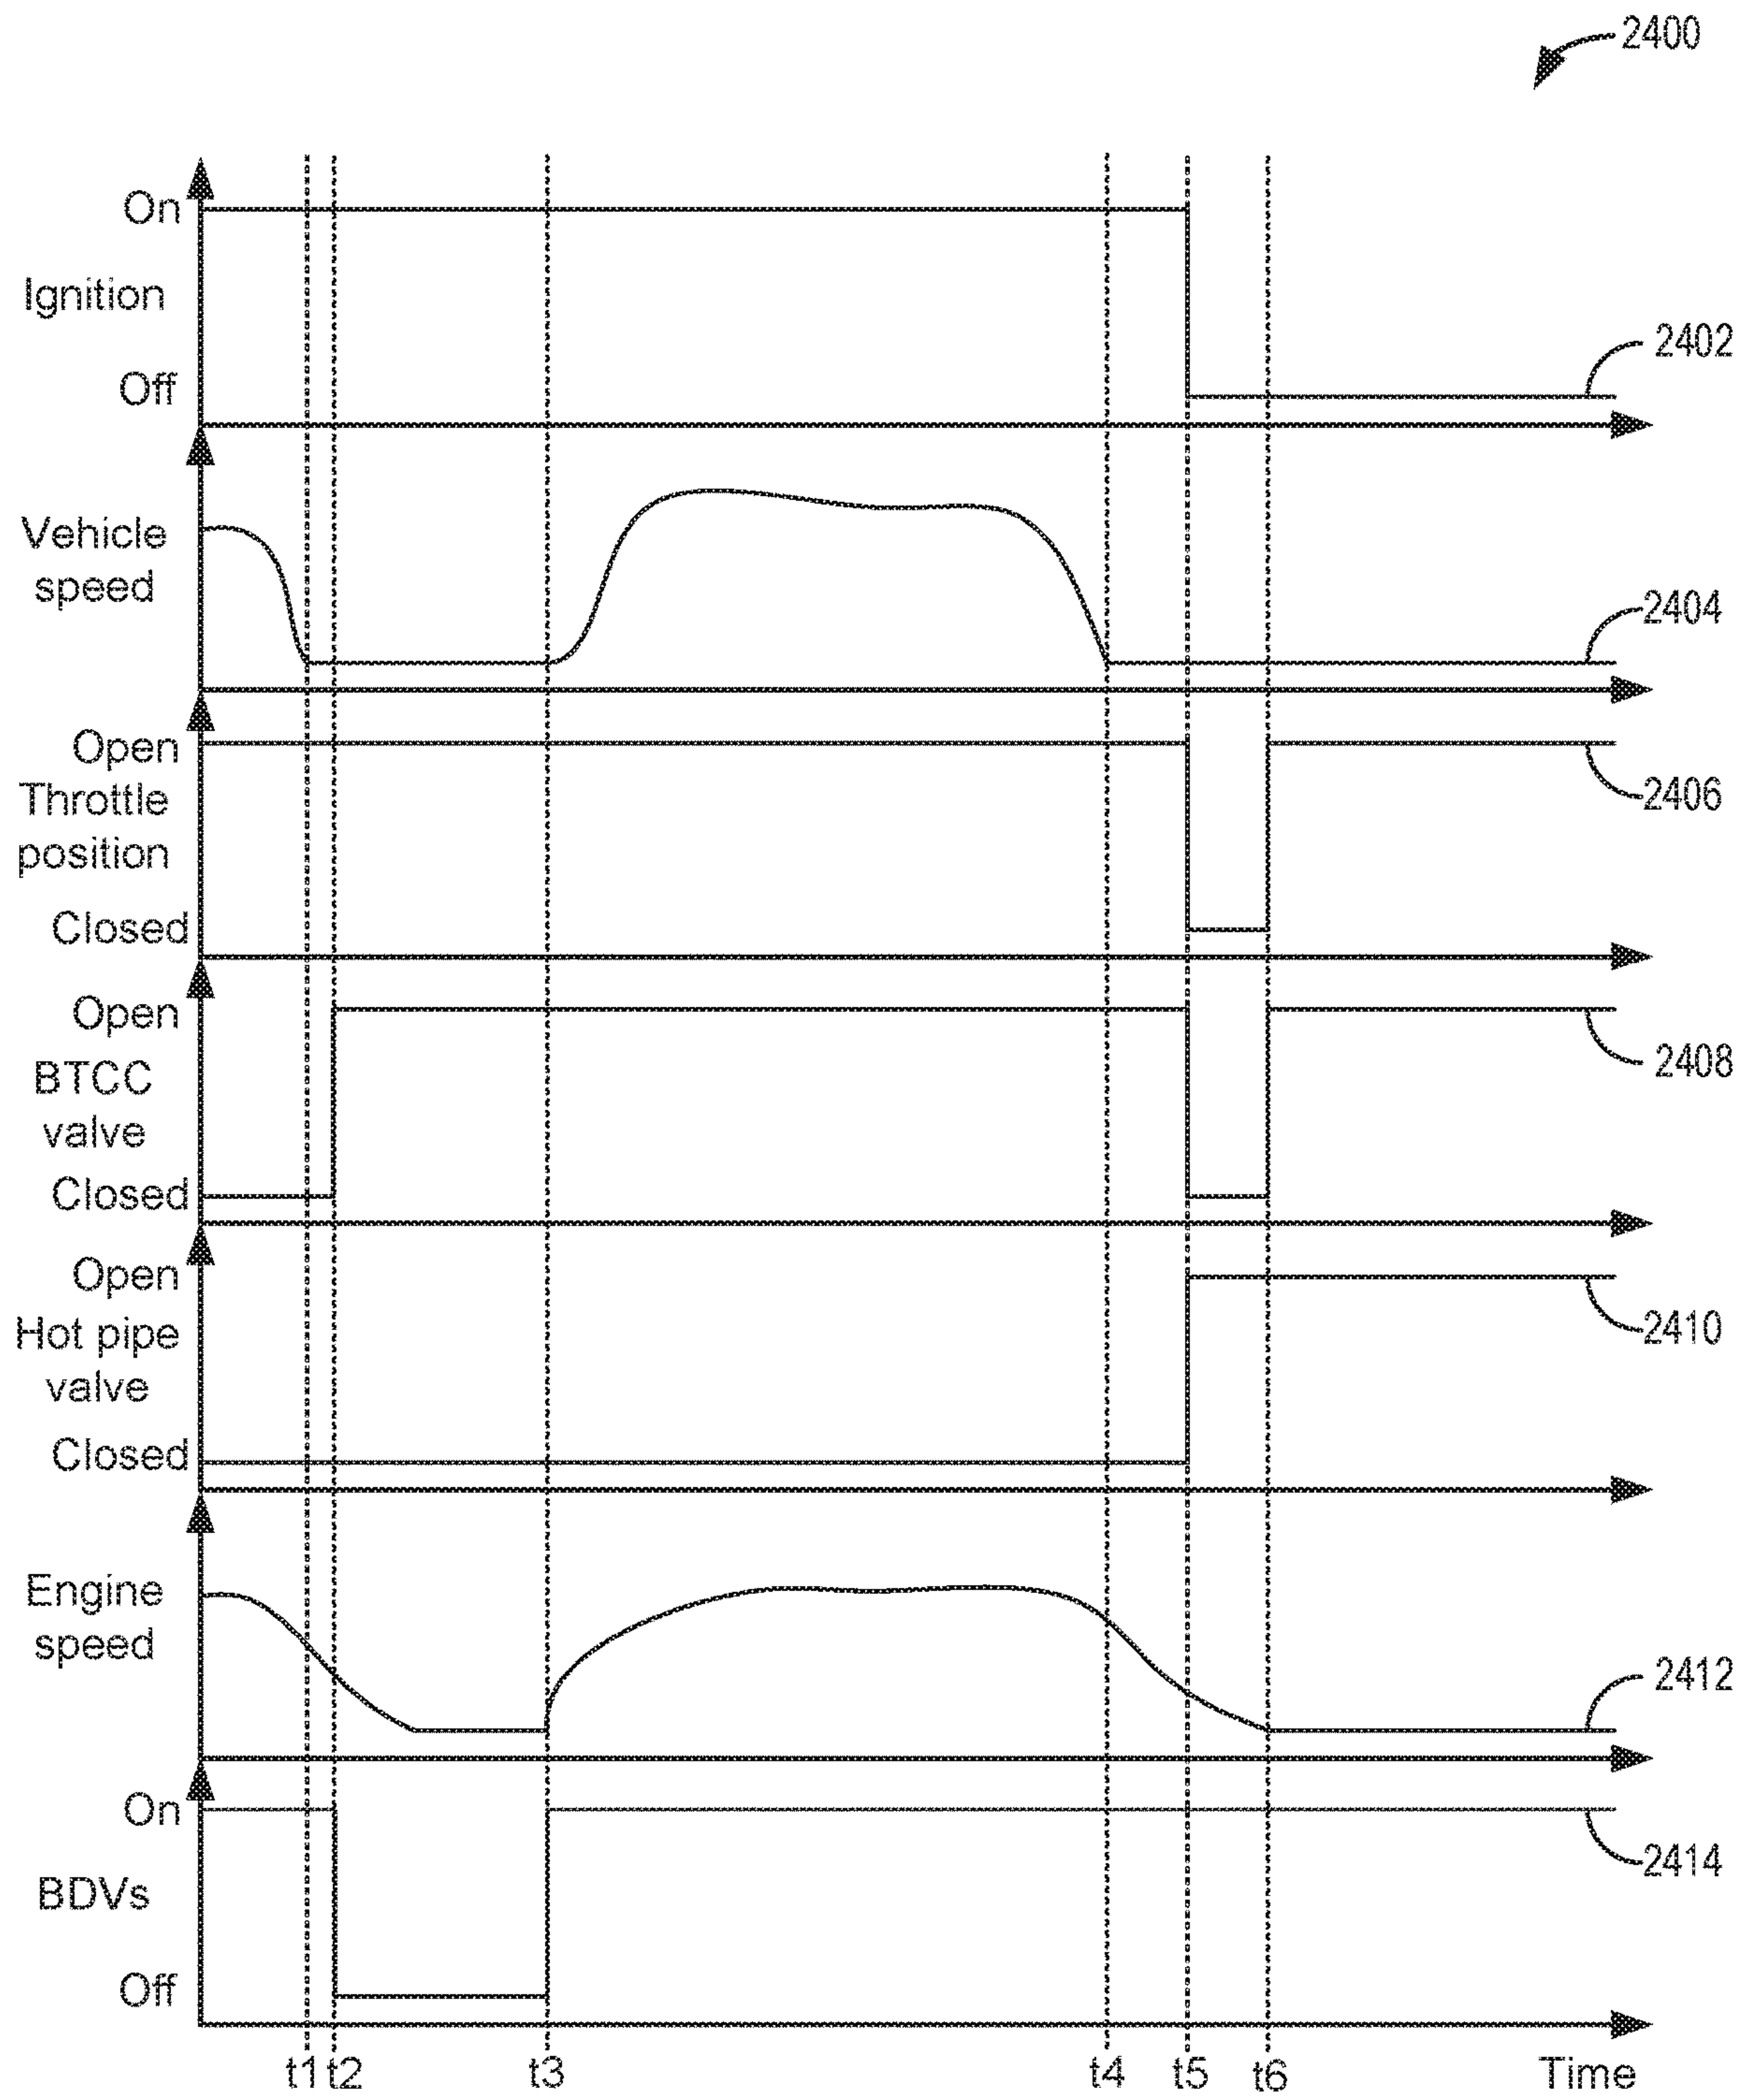 2400
On
Ignition
Off
2402
Vehicle
speed
2404
Open
Throttle
position
Closed
2406
Open
BTCC
valve
Closed
2408
Open
Hot pipe
valve
Closed
2410
Engine
speed
2412
On
BDVs
Off
2414
t1 t2 t3 t4 t5 t6 Time